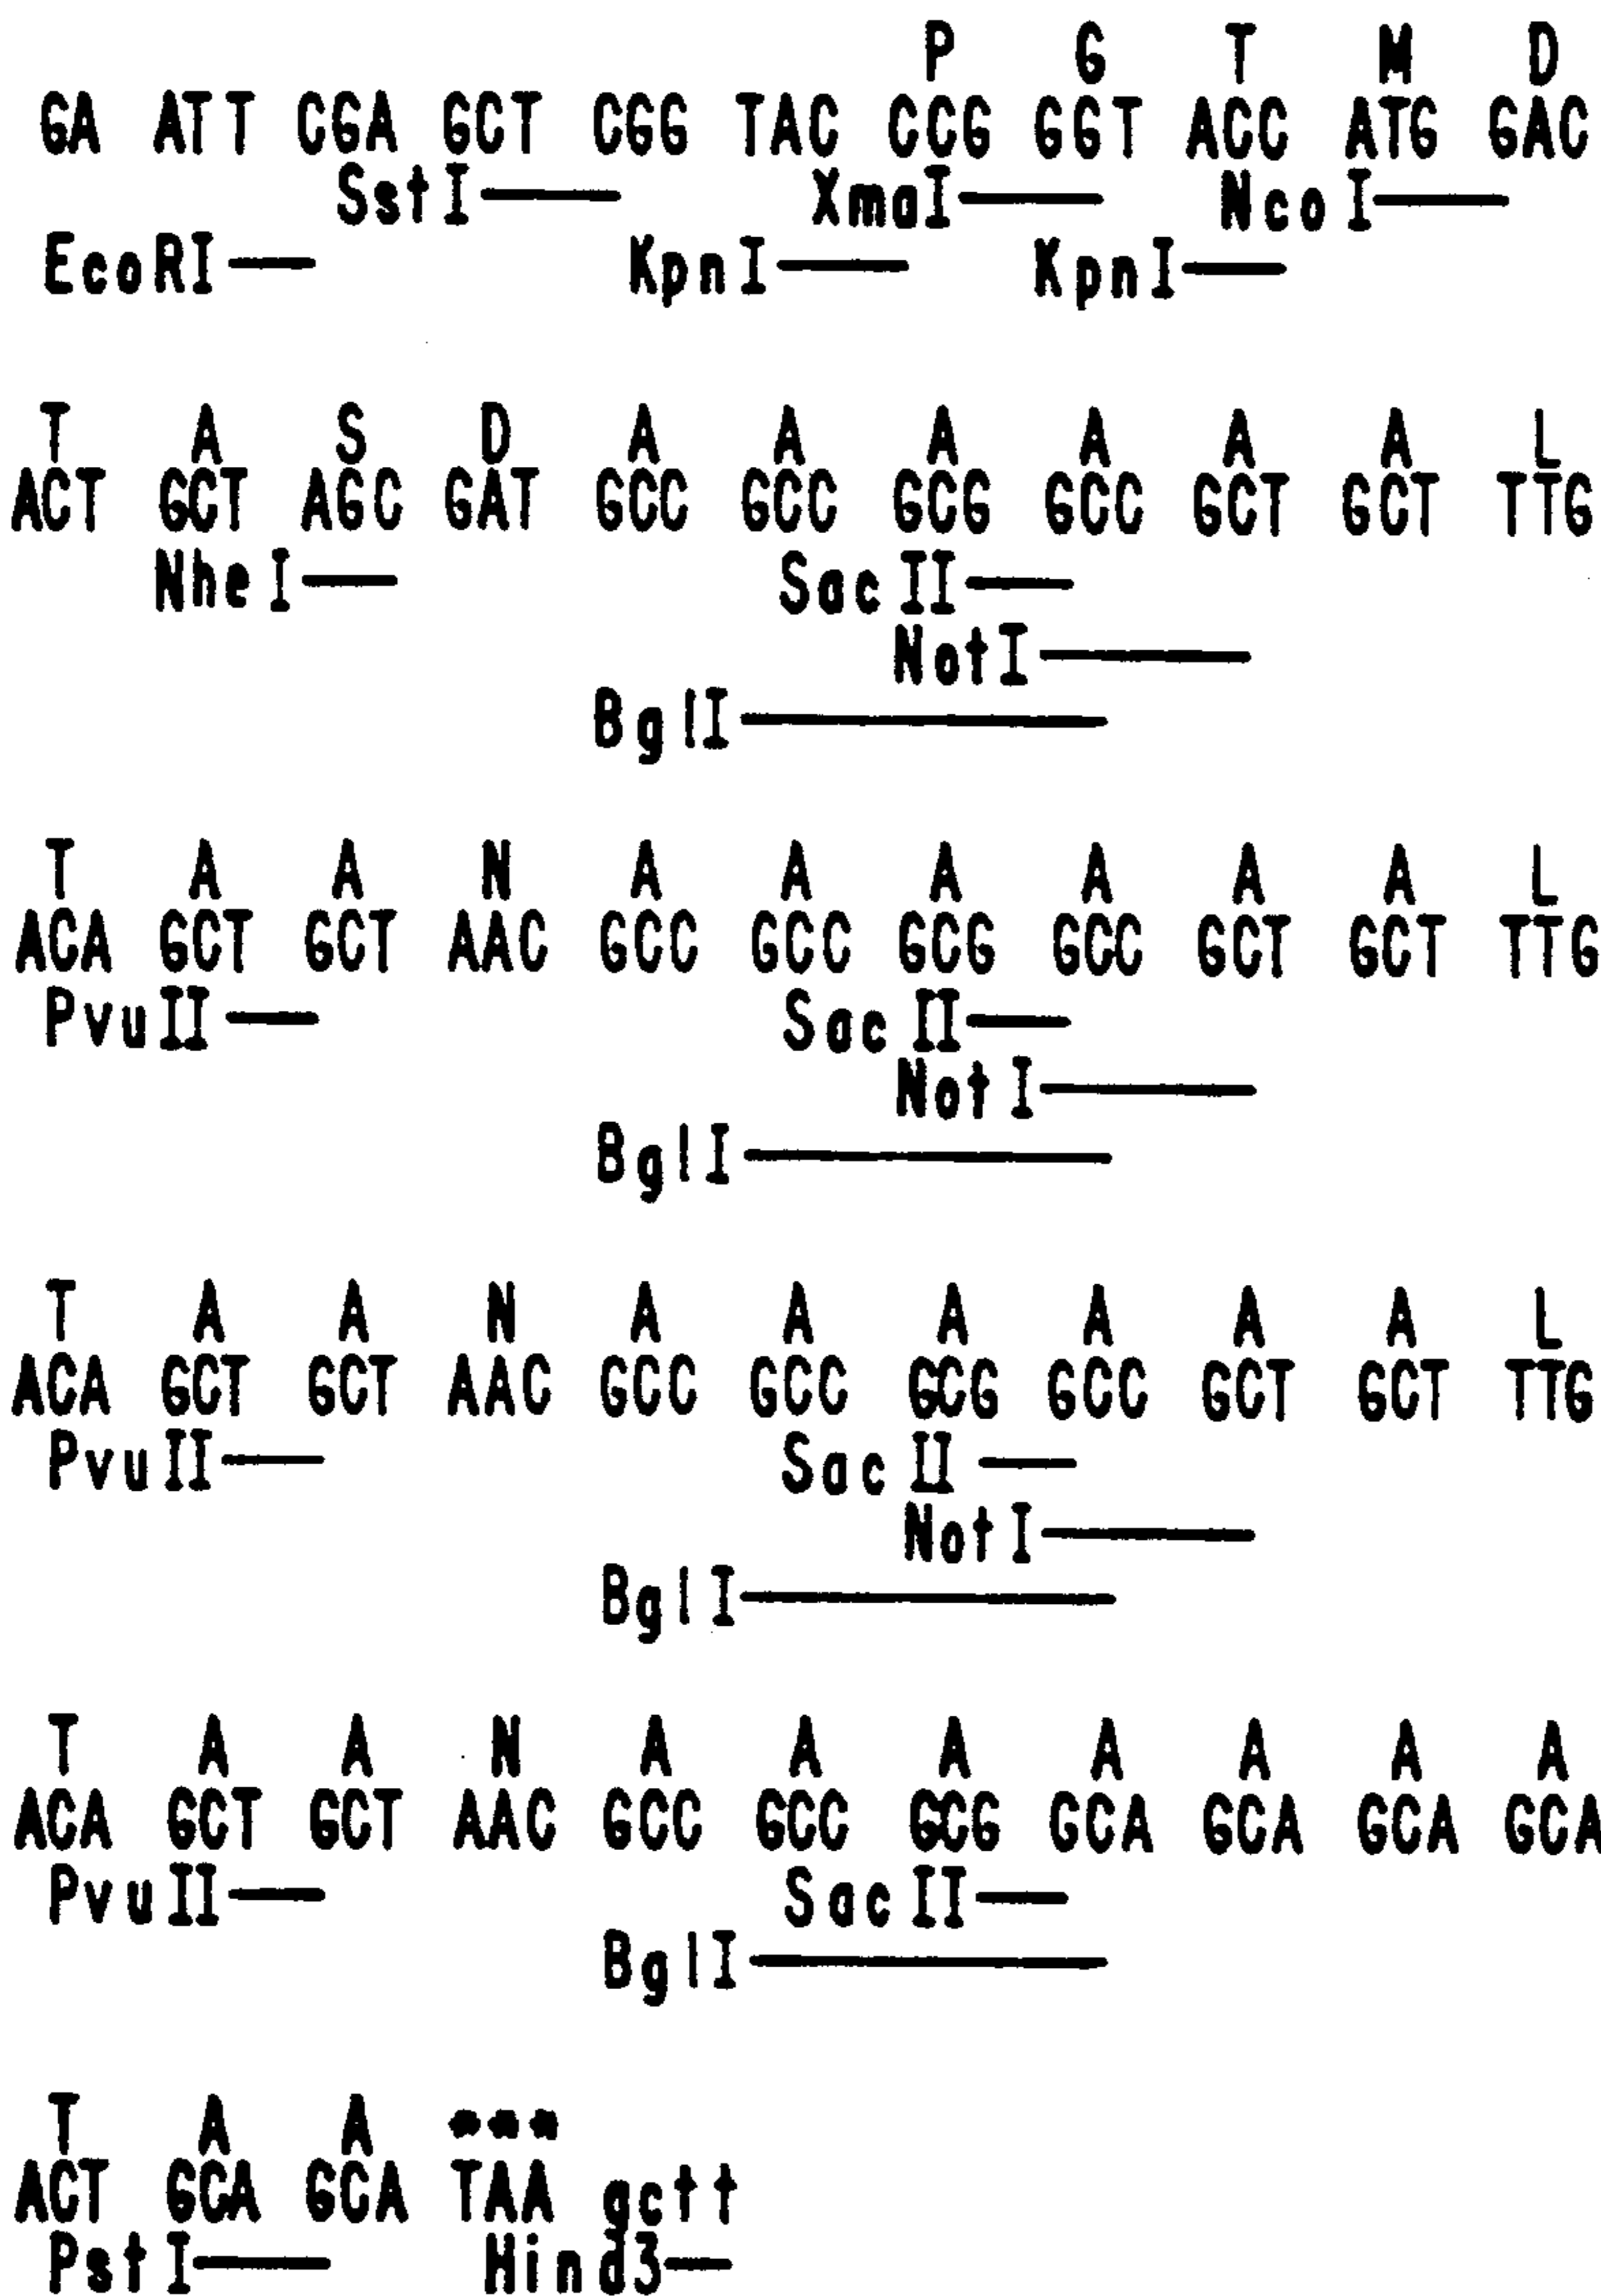 P G T M D
GA ATT CGA GCT CGG TAC CCG GGT ACC ATG GAC
SstI XmaI NcoI
EcoRI KpnI KpnI
T A S D A A A A A A L
ACT GCT AGC GAT GCC GCC GCG GCC GCT GCT TTG
NheI SacII
NotI
BglI
T A A N A A A A A A L
ACA GCT GCT AAC GCC GCC GCG GCC GCT GCT TTG
PvuII SacII
NotI
BglI
T A A N A A A A A A L
ACA GCT GCT AAC GCC GCC GCG GCC GCT GCT TTG
PvuII SacII
NotI
BglI
T A A N A A A A A A A
ACA GCT GCT AAC GCC GCC GCG GCA GCA GCA GCA
PvuII SacII
BglI
T A A ***
ACT GCA GCA TAA gctt
PstI Hind3